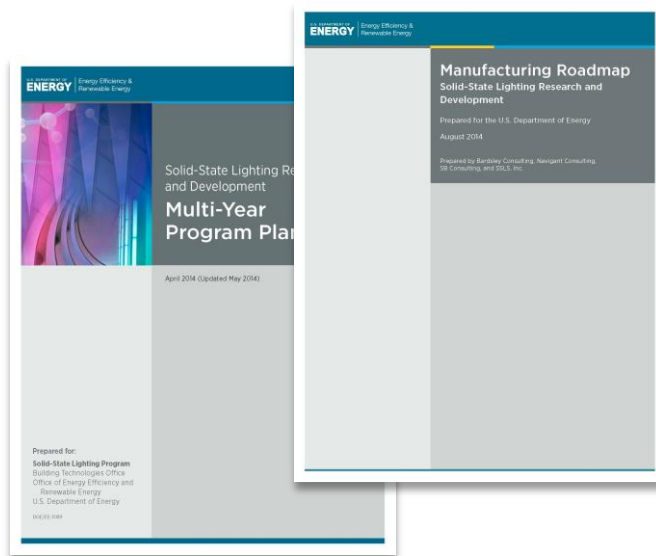 U.S. DEPARTMENT OF
ENERGY
Energy Efficiency &
Renewable Energy
Solid-State Lighting Re
and Development
Multi-Year
Program Plan
April 2014 (Updated May 2014)
Prepared for:
Solid-State Lighting Program
Building Technologies Office
Office of Energy Efficiency and
Renewable Energy
U.S. Department of Energy
U.S. DEPARTMENT OF
ENERGY
Energy Efficiency &
Renewable Energy
Manufacturing Roadmap
Solid-State Lighting Research and
Development
Prepared for the U.S. Department of Energy
August 2014
Prepared by Bardsley Consulting, Navigant Consulting,
SB Consulting, and SSLS, Inc.